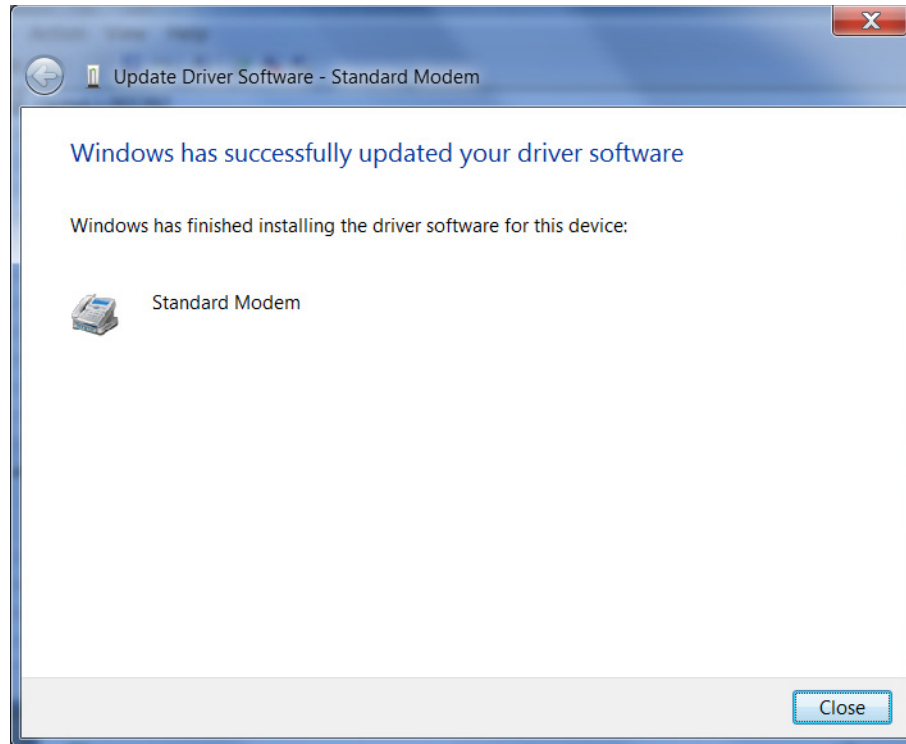 Update Driver Software - Standard Modem
Windows has successfully updated your driver software
Windows has finished installing the driver software for this device:
Standard Modem
Close